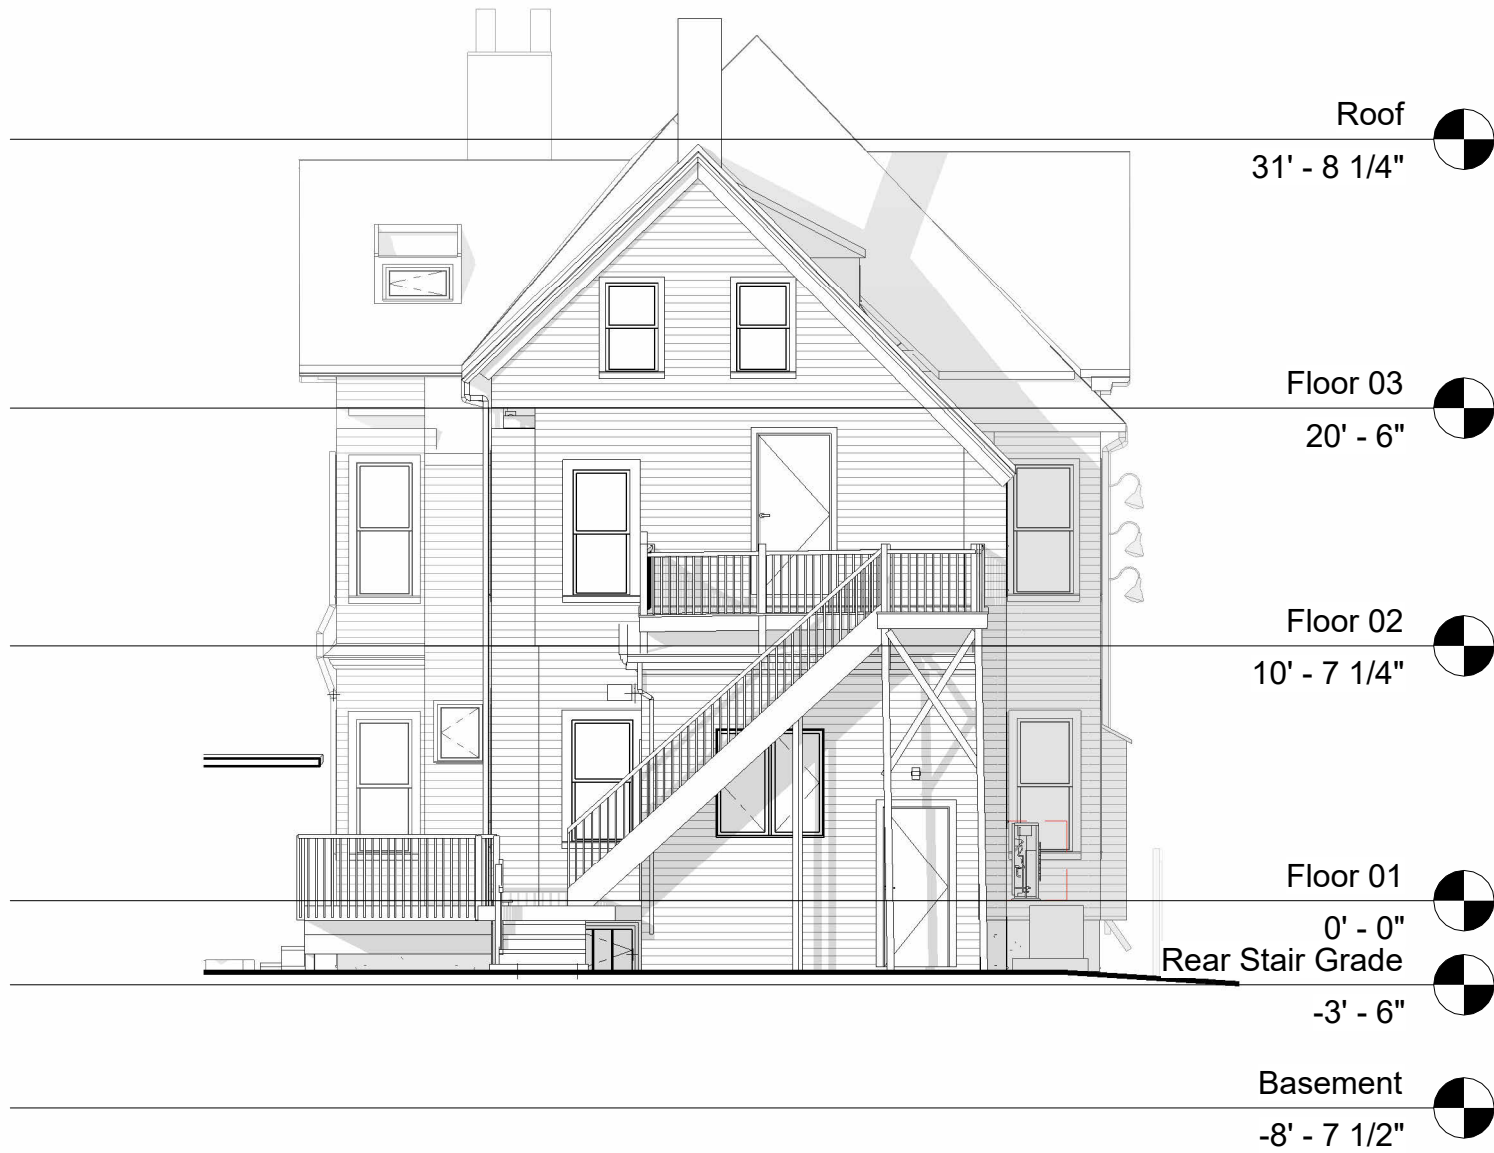 Roof
31' - 8 1/4"
Floor 03
20' - 6"
Floor 02
10' - 7 1/4"
Floor 01
0' - 0"
Rear Stair Grade
-3' - 6"
Basement
-8' - 7 1/2"